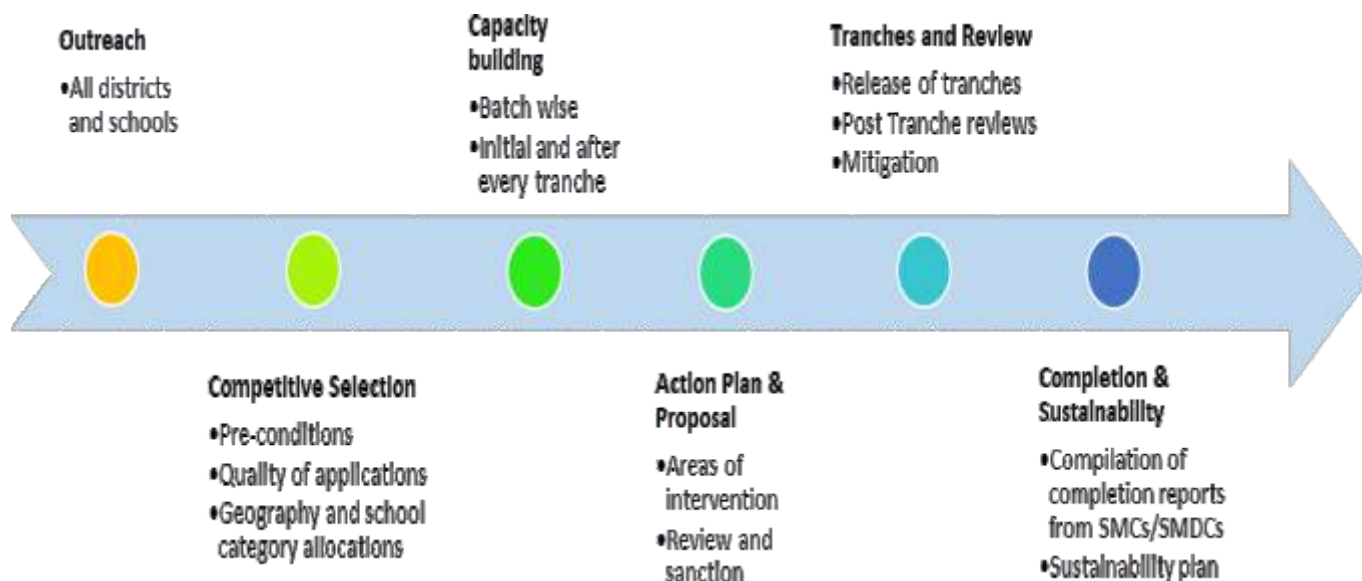 Outreach
•All districts
and schools
Competitive Selection
•Pre-conditions
•Quality of applications
•Geography and school
category allocations
Capacity
building
•Batch wise
•Initial and after
every tranche
Action Plan &
Proposal
•Areas of
intervention
•Review and
sanction
Tranches and Review
•Release of tranches
•Post Tranche reviews
•Mitigation
Completion &
Sustainability
•Compilation of
completion reports
from SMCs/SMDCs
•Sustainability plan